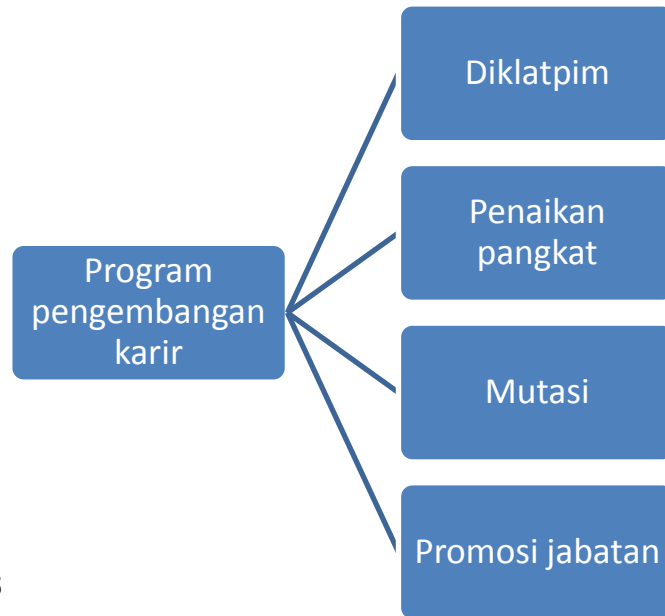 Diklatpim
Penaikan
pangkat
Program
pengembangan
karir
Mutasi
Promosi jabatan